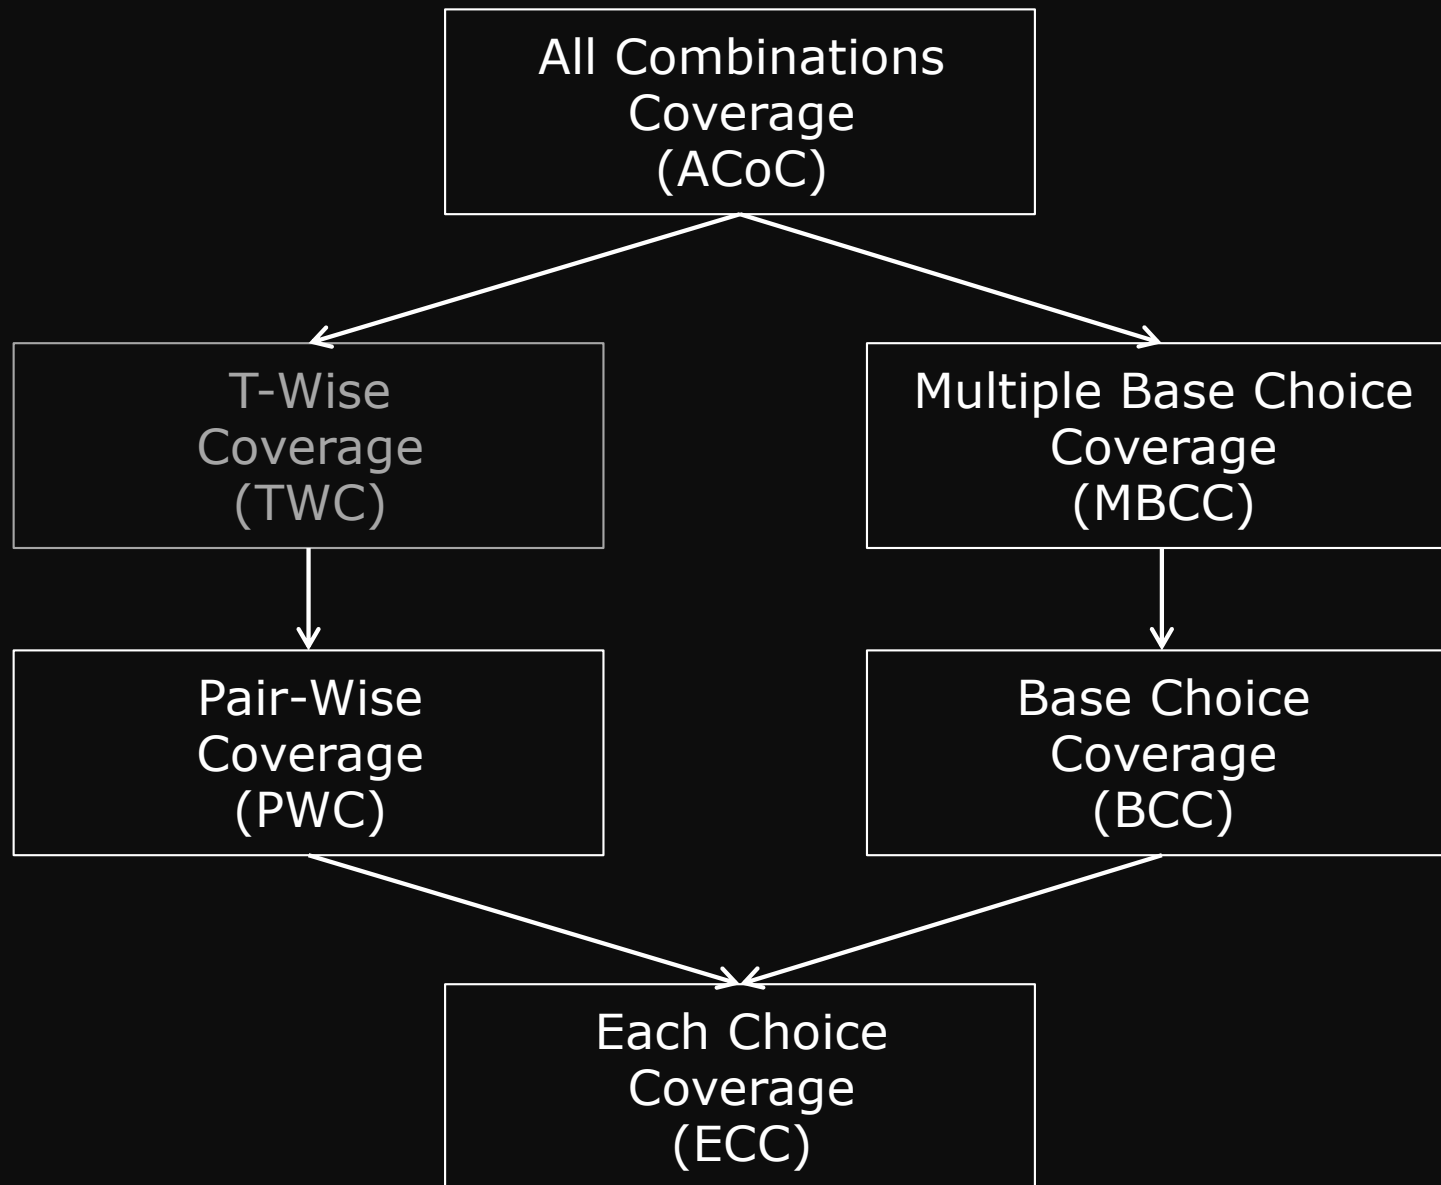 All Combinations
Coverage
(ACoC)
T-Wise
Coverage
(TWC)
Multiple Base Choice
Coverage
(MBCC)
Pair-Wise
Coverage
(PWC)
Base Choice
Coverage
(BCC)
Each Choice
Coverage
(ECC)